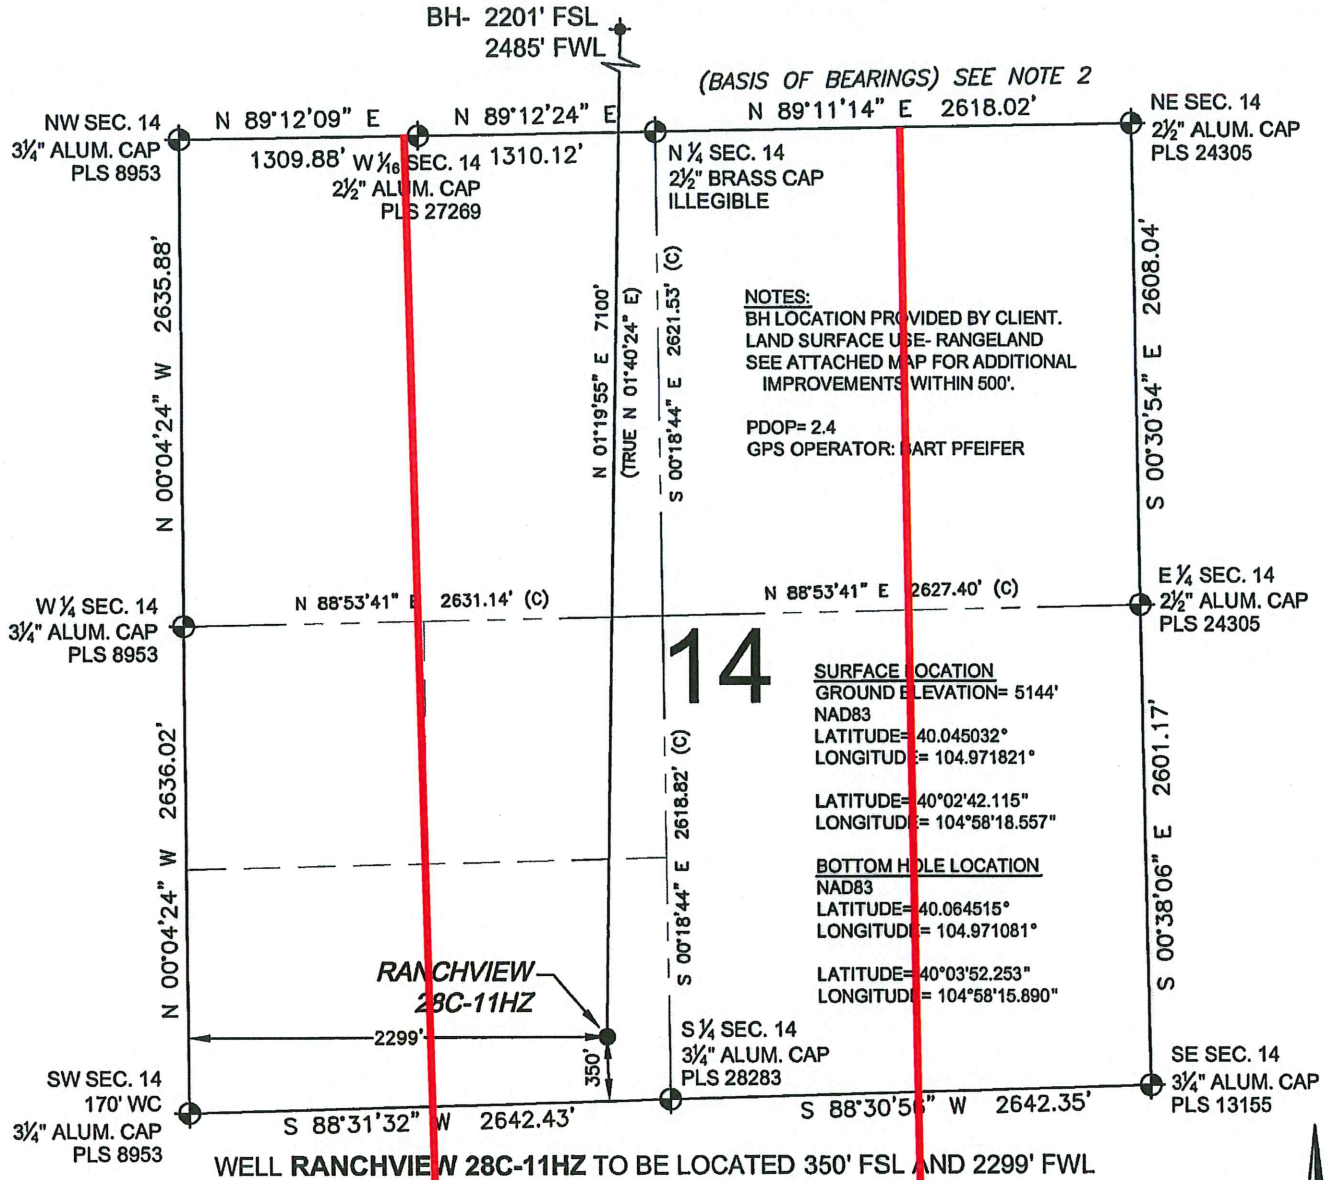 BH- 2201' FSL
2485' FWL
(BASIS OF BEARINGS) SEE NOTE 2
N 89°12'09" E
N 89°12'24" E
N 89°11'14" E 2618.02'
NW SEC. 14
3¼" ALUM. CAP
PLS 8953
1309.88'
W 1/16 SEC. 14
2½" ALUM. CAP
PLS 27269
1310.12'
N ¼ SEC. 14
2½" BRASS CAP
ILLEGIBLE
NE SEC. 14
2½" ALUM. CAP
PLS 24305
N 00°04'24" W 2635.88'
N 01°19'55" E 7100'
(TRUE N 01°40'24" E)
S 00°18'44" E 2621.53' (C)
NOTES:
BH LOCATION PROVIDED BY CLIENT.
LAND SURFACE USE- RANGELAND
SEE ATTACHED MAP FOR ADDITIONAL
IMPROVEMENTS WITHIN 500'.
PDOP= 2.4
GPS OPERATOR: BART PFEIFER
S 00°30'54" E 2608.04'
W ¼ SEC. 14
3¼" ALUM. CAP
PLS 8953
N 88°53'41" E 2631.14' (C)
N 88°53'41" E 2627.40' (C)
E ¼ SEC. 14
2½" ALUM. CAP
PLS 24305
14
N 00°04'24" W 2636.02'
S 00°18'44" E 2618.82' (C)
SURFACE LOCATION
GROUND ELEVATION= 5144'
NAD83
LATITUDE= 40.045032°
LONGITUDE= 104.971821°
LATITUDE= 40°02'42.115"
LONGITUDE= 104°58'18.557"
BOTTOM HOLE LOCATION
NAD83
LATITUDE= 40.064515°
LONGITUDE= 104.971081°
LATITUDE= 40°03'52.253"
LONGITUDE= 104°58'15.890"
S 00°38'06" E 2601.17'
RANCHVIEW
28C-11HZ
2299'
350'
SW SEC. 14
170' WC
3¼" ALUM. CAP
PLS 8953
S 88°31'32" W 2642.43'
S ¼ SEC. 14
3¼" ALUM. CAP
PLS 28283
S 88°30'56" W 2642.35'
SE SEC. 14
3¼" ALUM. CAP
PLS 13155
WELL RANCHVIEW 28C-11HZ TO BE LOCATED 350' FSL AND 2299' FWL